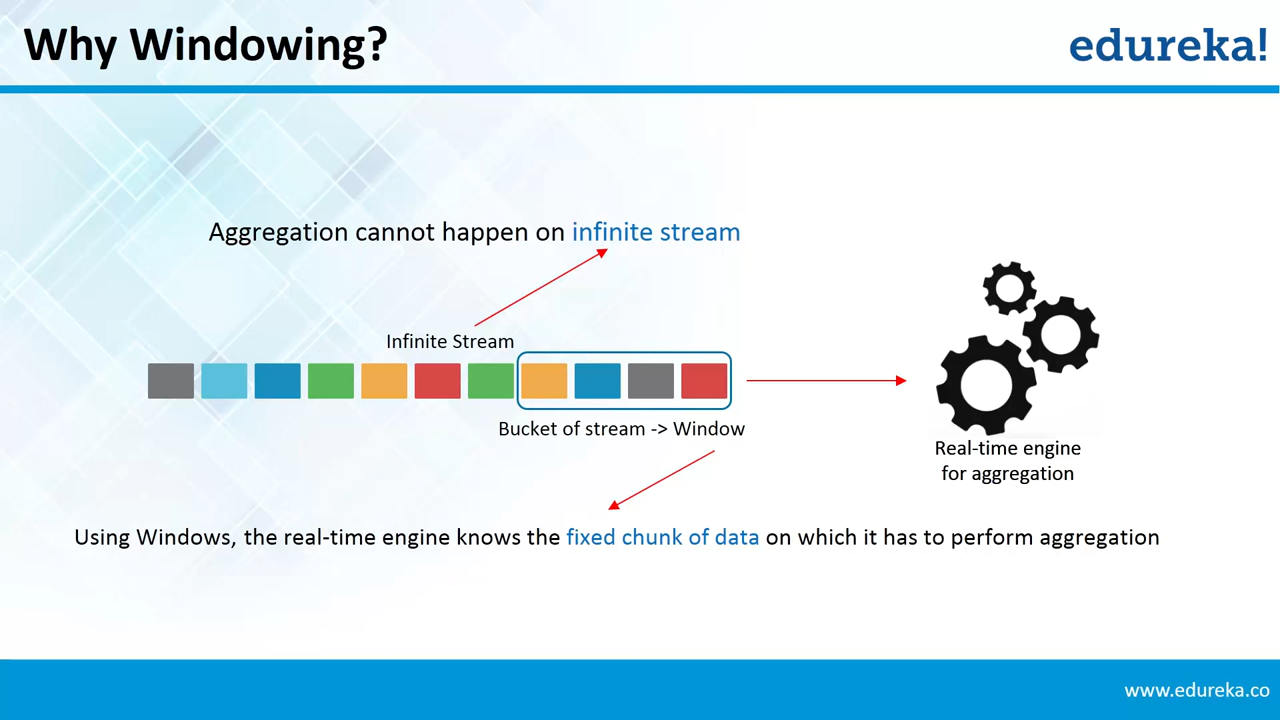 Why Windowing?
edureka!
Aggregation cannot happen on infinite stream
Infinite Stream
Bucket of stream -> Window
Real-time engine
for aggregation
Using Windows, the real-time engine knows the fixed chunk of data on which it has to perform aggregation
www.edureka.co